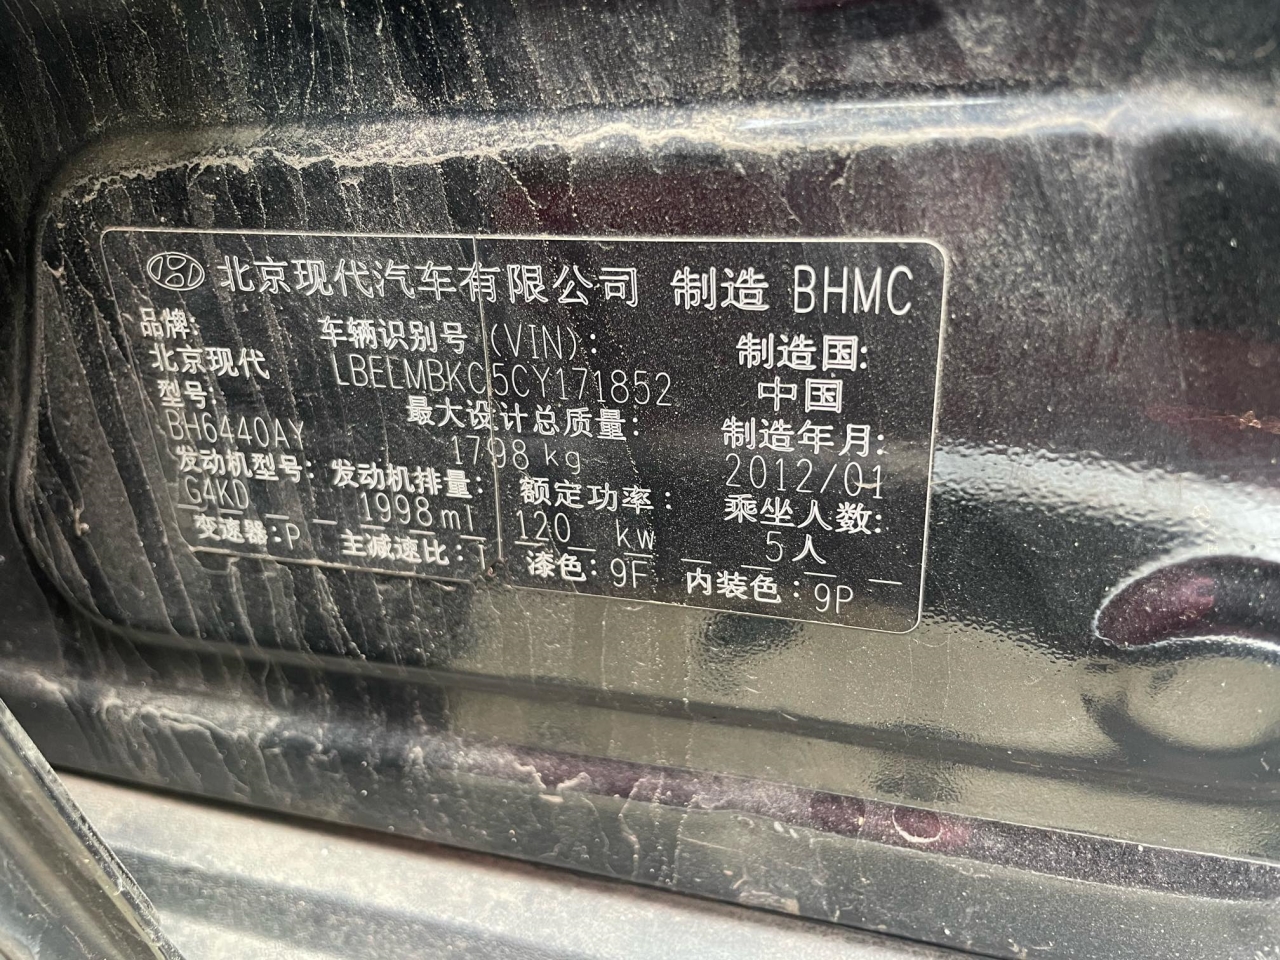 北京现代汽车有限公司 制造 BHMC
品牌: 车辆识别号 (VIN): 制造国:
北京现代 LBELMBKC5CY171852 中国
型号: 最大设计总质量: 制造年月:
BH6440AY 1798 kg 2012/01
发动机型号: 发动机排量: 额定功率: 乘坐人数:
G4KD 1998ml 120 kw 5人
变速器:P 主减速比: 漆色:9F 内装色:9P